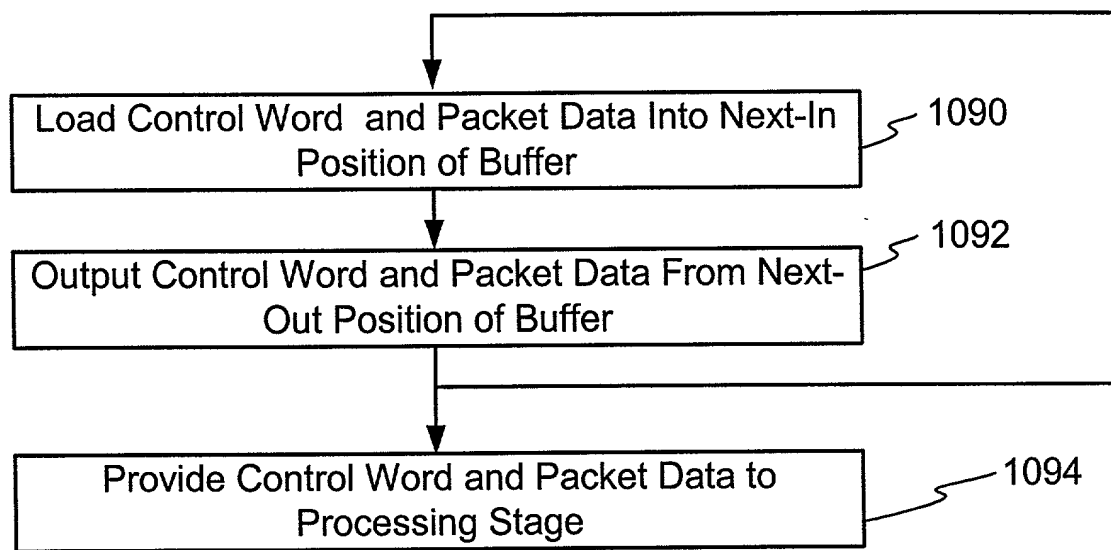 Load Control Word and Packet Data Into Next-In
Position of Buffer
1090
Output Control Word and Packet Data From Next-
Out Position of Buffer
1092
Provide Control Word and Packet Data to
Processing Stage
1094